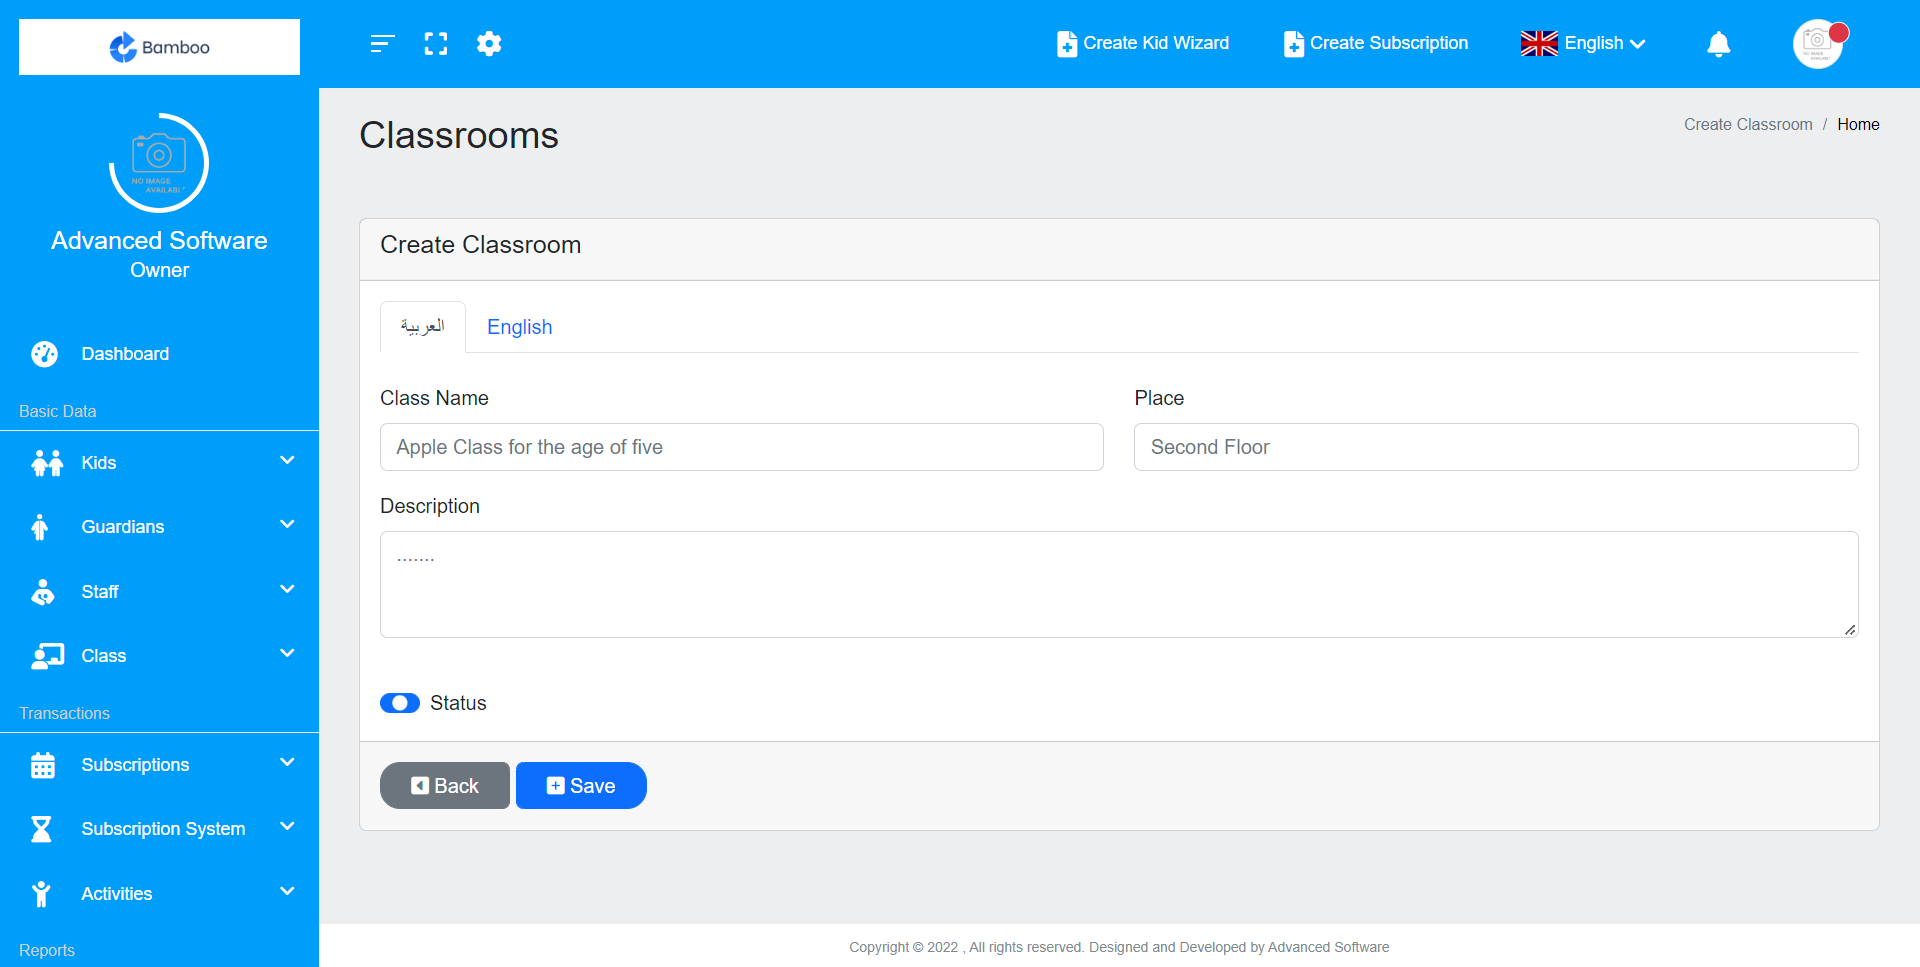 Bamboo
Create Kid Wizard
Create Subscription
English
NO IMAGE
AVAILABI
Advanced Software
Owner
Dashboard
Basic Data
Kids
Guardians
Staff
Class
Transactions
Subscriptions
Subscription System
Activities
Reports
Classrooms
Create Classroom / Home
Create Classroom
العربية
English
Class Name
Place
Apple Class for the age of five
Second Floor
Description
.......
Status
Back
Save
Copyright © 2022 , All rights reserved. Designed and Developed by Advanced Software